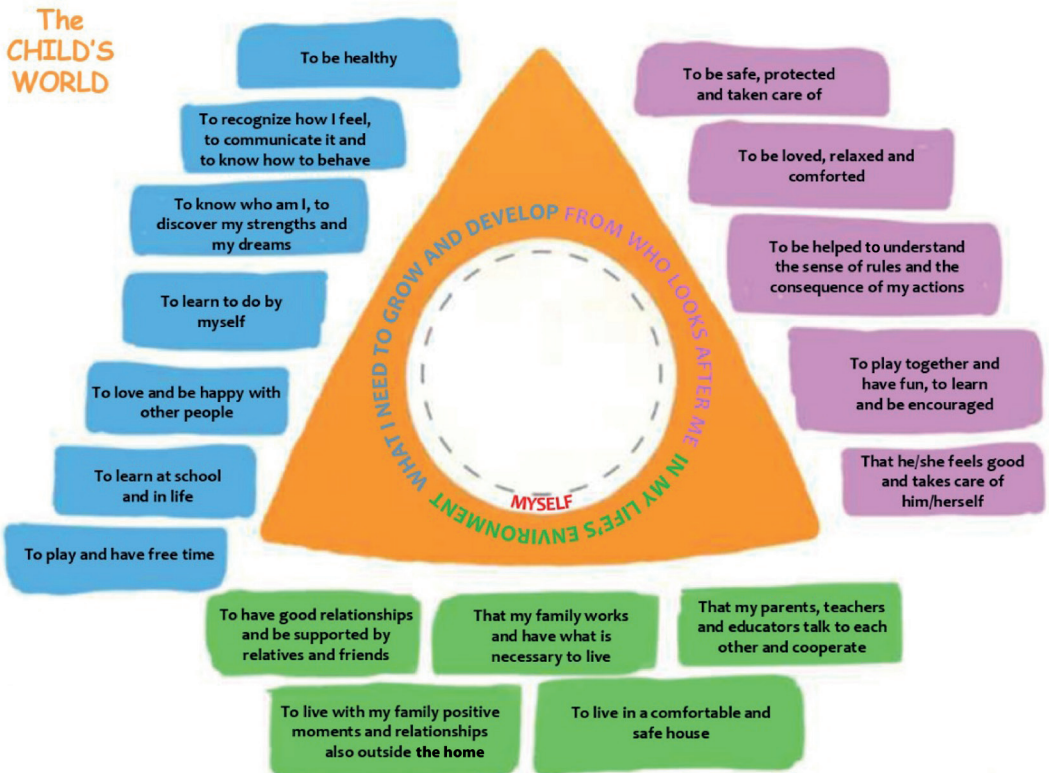 The
CHILD'S
WORLD
To be healthy
To recognize how I feel,
to communicate it and
to know how to behave
To know who am I, to
discover my strengths and
my dreams
To learn to do by
myself
To love and be happy with
other people
To learn at school
and in life
To play and have free time
WHAT I NEED TO GROW AND DEVELOP
FROM WHO LOOKS AFTER ME
IN MY LIFE'S ENVIRONMENT
MYSELF
To be safe, protected
and taken care of
To be loved, relaxed and
comforted
To be helped to understand
the sense of rules and the
consequence of my actions
To play together and
have fun, to learn
and be encouraged
That he/she feels good
and takes care of
him/herself
To have good relationships
and be supported by
relatives and friends
That my family works
and have what is
necessary to live
That my parents, teachers
and educators talk to each
other and cooperate
To live with my family positive
moments and relationships
also outside the home
To live in a comfortable and
safe house